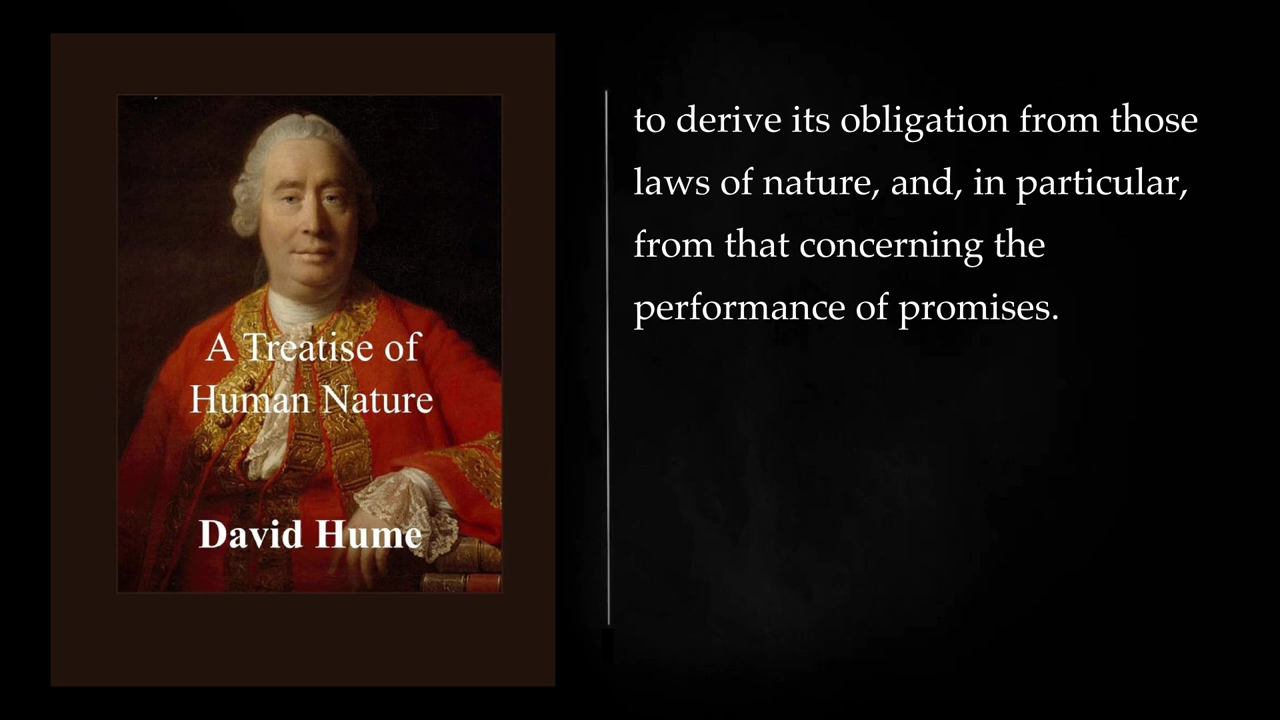 A Treatise of
Human Nature
David Hume
to derive its obligation from those
laws of nature, and, in particular,
from that concerning the
performance of promises.